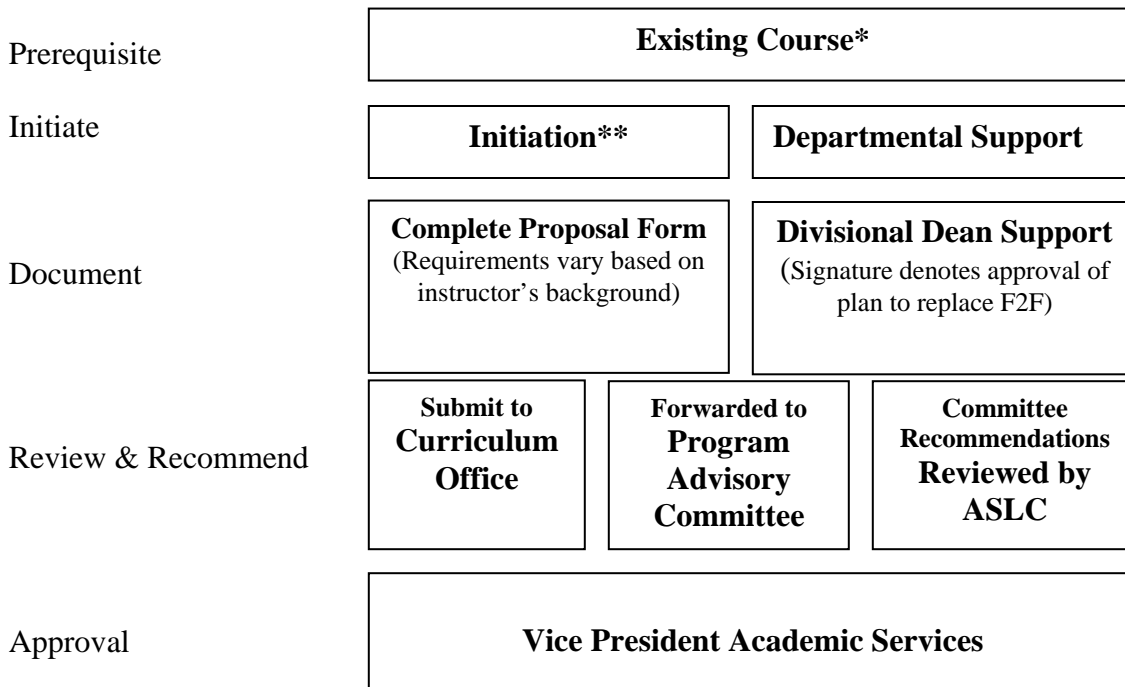 Prerequisite
Existing Course*
Initiate
Initiation**
Departmental Support
Document
Complete Proposal Form
(Requirements vary based on
instructor's background)
Divisional Dean Support
(Signature denotes approval of
plan to replace F2F)
Review & Recommend
Submit to
Curriculum
Office
Forwarded to
Program
Advisory
Committee
Committee
Recommendations
Reviewed by
ASLC
Approval
Vice President Academic Services